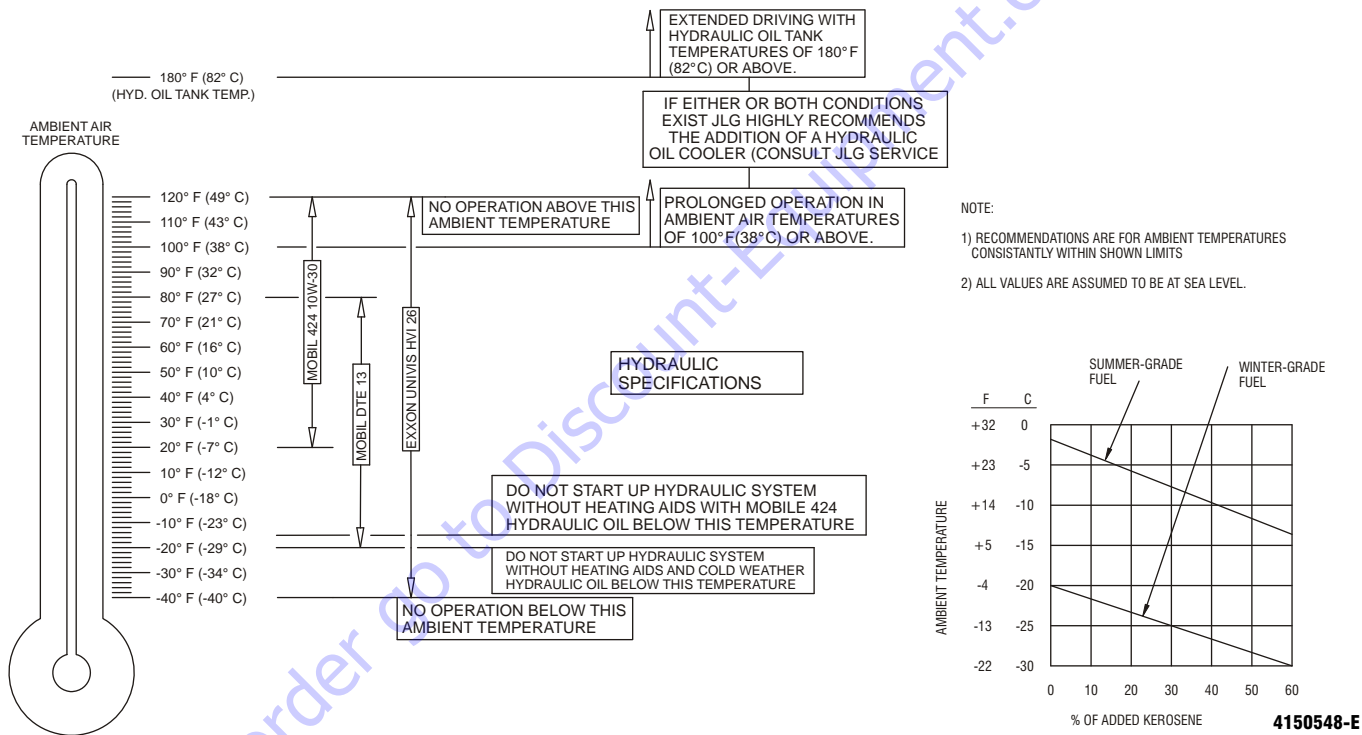 EXTENDED DRIVING WITH
HYDRAULIC OIL TANK
TEMPERATURES OF 180°F
(82°C) OR ABOVE.
180° F (82° C)
(HYD. OIL TANK TEMP.)
IF EITHER OR BOTH CONDITIONS
EXIST JLG HIGHLY RECOMMENDS
THE ADDITION OF A HYDRAULIC
OIL COOLER (CONSULT JLG SERVICE
AMBIENT AIR
TEMPERATURE
120° F (49° C)
110° F (43° C)
100° F (38° C)
90° F (32° C)
80° F (27° C)
70° F (21° C)
60° F (16° C)
50° F (10° C)
40° F (4° C)
30° F (-1° C)
20° F (-7° C)
10° F (-12° C)
0° F (-18° C)
-10° F (-23° C)
-20° F (-29° C)
-30° F (-34° C)
-40° F (-40° C)
MOBIL 424 10W-30
MOBIL DTE 13
EXXON UNIVIS HVI 26
NO OPERATION ABOVE THIS
AMBIENT TEMPERATURE
PROLONGED OPERATION IN
AMBIENT AIR TEMPERATURES
OF 100°F(38°C) OR ABOVE.
HYDRAULIC
SPECIFICATIONS
DO NOT START UP HYDRAULIC SYSTEM
WITHOUT HEATING AIDS WITH MOBILE 424
HYDRAULIC OIL BELOW THIS TEMPERATURE
DO NOT START UP HYDRAULIC SYSTEM
WITHOUT HEATING AIDS AND COLD WEATHER
HYDRAULIC OIL BELOW THIS TEMPERATURE
NO OPERATION BELOW THIS
AMBIENT TEMPERATURE
NOTE:
1) RECOMMENDATIONS ARE FOR AMBIENT TEMPERATURES
CONSISTANTLY WITHIN SHOWN LIMITS
2) ALL VALUES ARE ASSUMED TO BE AT SEA LEVEL.
SUMMER-GRADE
FUEL
WINTER-GRADE
FUEL
F C
+32 0
+23 -5
+14 -10
+5 -15
-4 -20
-13 -25
-22 -30
AMBIENT TEMPERATURE
0 10 20 30 40 50 60
% OF ADDED KEROSENE
4150548-E
order go to Discount-Equipment.c